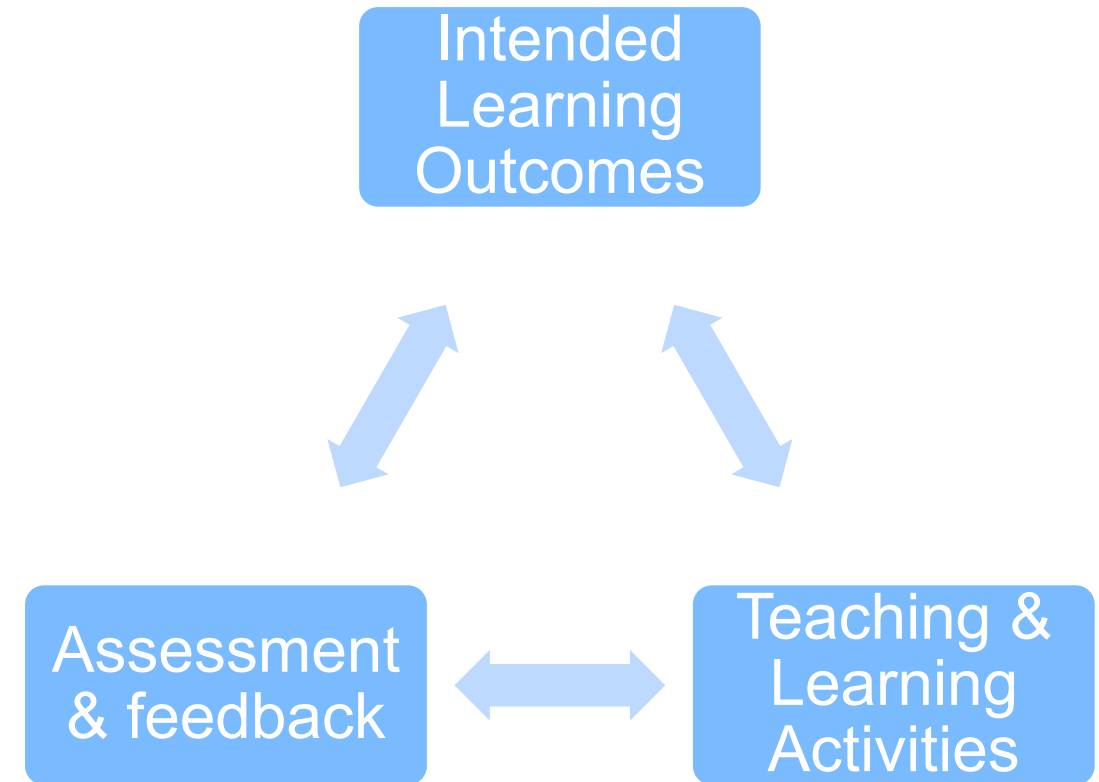 Intended
Learning
Outcomes
Assessment
& feedback
Teaching &
Learning
Activities